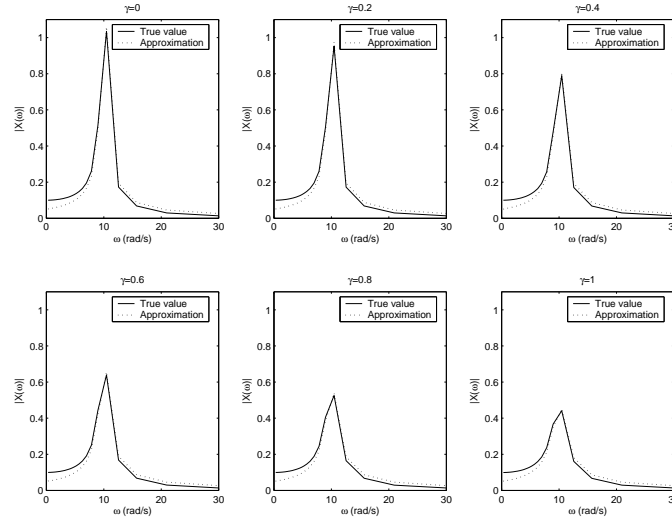 γ=0
True value
Approximation
1
0.8
0.6
0.4
0.2
0
|X(ω)|
0
10
20
30
ω (rad/s)
γ=0.2
True value
Approximation
1
0.8
0.6
0.4
0.2
0
|X(ω)|
0
10
20
30
ω (rad/s)
γ=0.4
True value
Approximation
1
0.8
0.6
0.4
0.2
0
|X(ω)|
0
10
20
30
ω (rad/s)
γ=0.6
True value
Approximation
1
0.8
0.6
0.4
0.2
0
|X(ω)|
0
10
20
30
ω (rad/s)
γ=0.8
True value
Approximation
1
0.8
0.6
0.4
0.2
0
|X(ω)|
0
10
20
30
ω (rad/s)
γ=1
True value
Approximation
1
0.8
0.6
0.4
0.2
0
|X(ω)|
0
10
20
30
ω (rad/s)